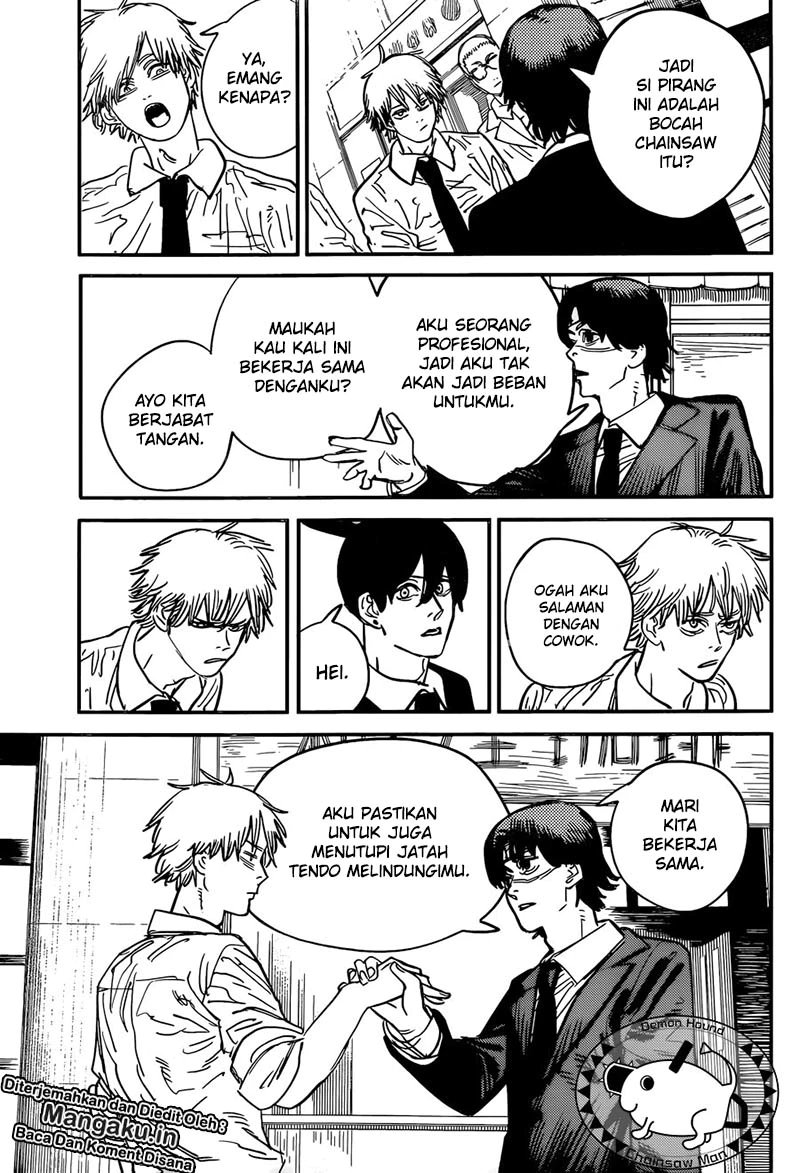 JADI
SI PIRANG
INI ADALAH
BOCAH
CHAINSAW
ITU?
YA,
EMANG
KENAPA?
AKU SEORANG
PROFESIONAL,
JADI AKU TAK
AKAN JADI BEBAN
UNTUKMU.
MAUKAH
KAU KALI INI
BEKERJA SAMA
DENGANKU?
AYO KITA
BERJABAT
TANGAN.
OGAH AKU
SALAMAN
DENGAN
COWOK.
HEI.
MARI
KITA
BEKERJA
SAMA.
AKU PASTIKAN
UNTUK JUGA
MENUTUPI JATAH
TENDO MELINDUNGIMU.
Demon Hound
Chainsaw Man
Diterjemahkan dan Diedit Oleh :
Mangaku.in
Baca Dan Koment Disana